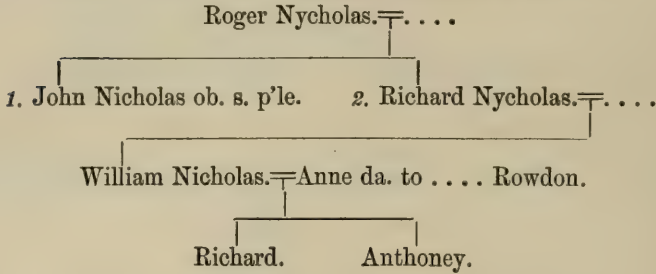 Roger Nycholas.=. . . .
1. John Nicholas ob. s. p'le. 2. Richard Nycholas.=. . . .
William Nicholas.=Anne da. to . . . . Rowdon.
Richard. Anthoney.